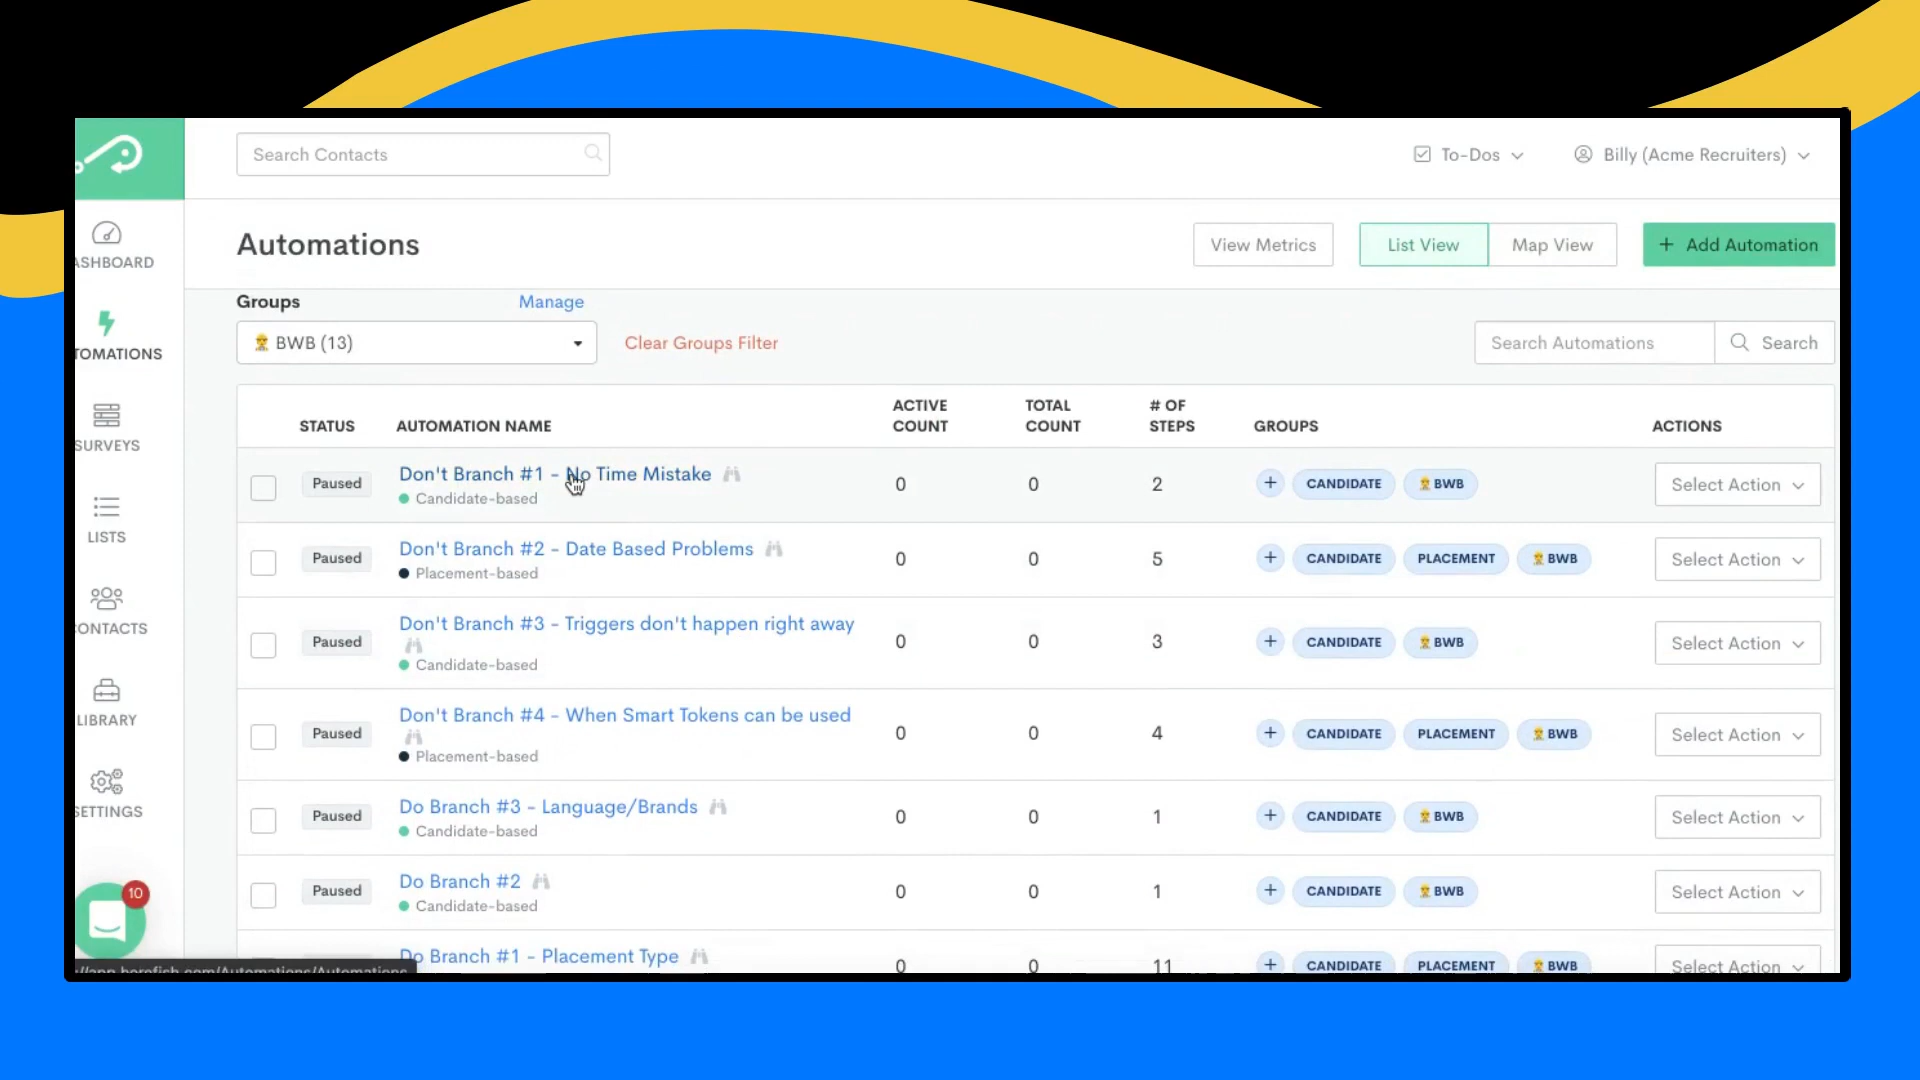 Search Contacts
To-Dos
Billy (Acme Recruiters)
Automations
View Metrics
List View
Map View
+ Add Automation
ASHBOARD
TOMATIONS
SURVEYS
LISTS
CONTACTS
LIBRARY
SETTINGS
10
Groups
Manage
BWB (13)
Clear Groups Filter
Search Automations
Search
STATUS
AUTOMATION NAME
ACTIVE COUNT
TOTAL COUNT
# OF STEPS
GROUPS
ACTIONS
Paused
Don't Branch #1 - No Time Mistake
Candidate-based
0
0
2
+ CANDIDATE BWB
Select Action
Paused
Don't Branch #2 - Date Based Problems
Placement-based
0
0
5
+ CANDIDATE PLACEMENT BWB
Select Action
Paused
Don't Branch #3 - Triggers don't happen right away
Candidate-based
0
0
3
+ CANDIDATE BWB
Select Action
Paused
Don't Branch #4 - When Smart Tokens can be used
Placement-based
0
0
4
+ CANDIDATE PLACEMENT BWB
Select Action
Paused
Do Branch #3 - Language/Brands
Candidate-based
0
0
1
+ CANDIDATE BWB
Select Action
Paused
Do Branch #2
Candidate-based
0
0
1
+ CANDIDATE BWB
Select Action
Do Branch #1 - Placement Type
0
0
11
+ CANDIDATE PLACEMENT BWB
Select Action